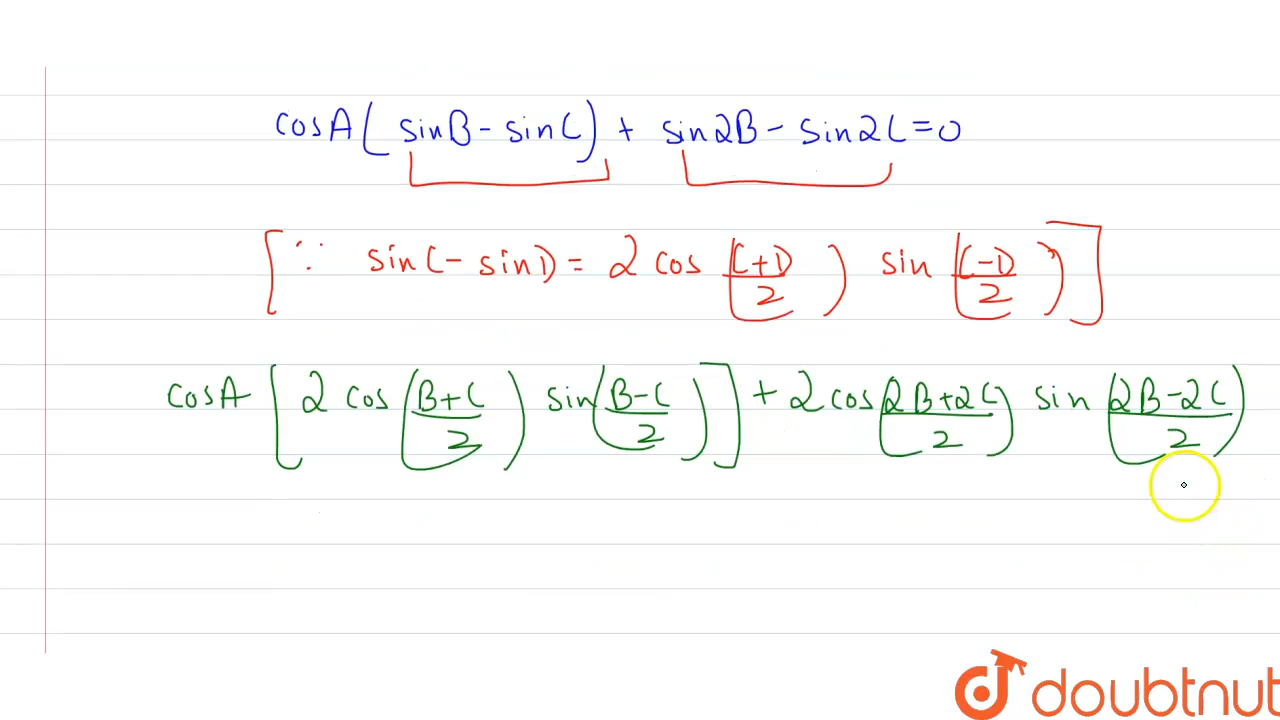 cosA(sinB - sinC) + sin2B - sin2C = 0
[∵ sinC - sinD = 2 cos (C+D/2) sin (C-D/2)]
cosA [2 cos (B+C/2) sin (B-C/2)] + 2 cos (2B+2C/2) sin (2B-2C/2)
doubtnut